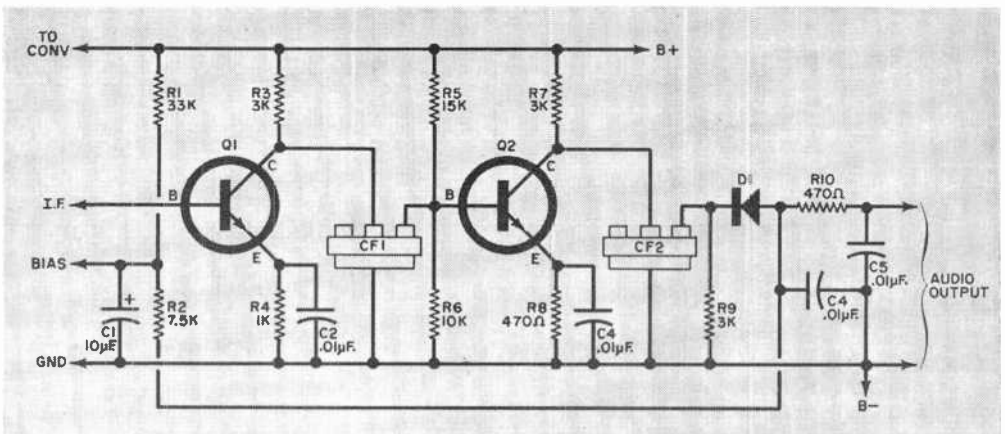 TO
CONV
B+
R1
33K
R3
3K
R5
15K
R7
3K
Q1
C
Q2
C
D1
R10
470Ω
I.F.
B
B
E
CF1
E
CF2
BIAS
+
C1
10µF
R2
7.5K
R4
1K
C2
.01µF.
R6
10K
R8
470Ω
C4
.01µF.
R9
3K
C4
.01µF.
C5
.01µF.
AUDIO
OUTPUT
GND
B-